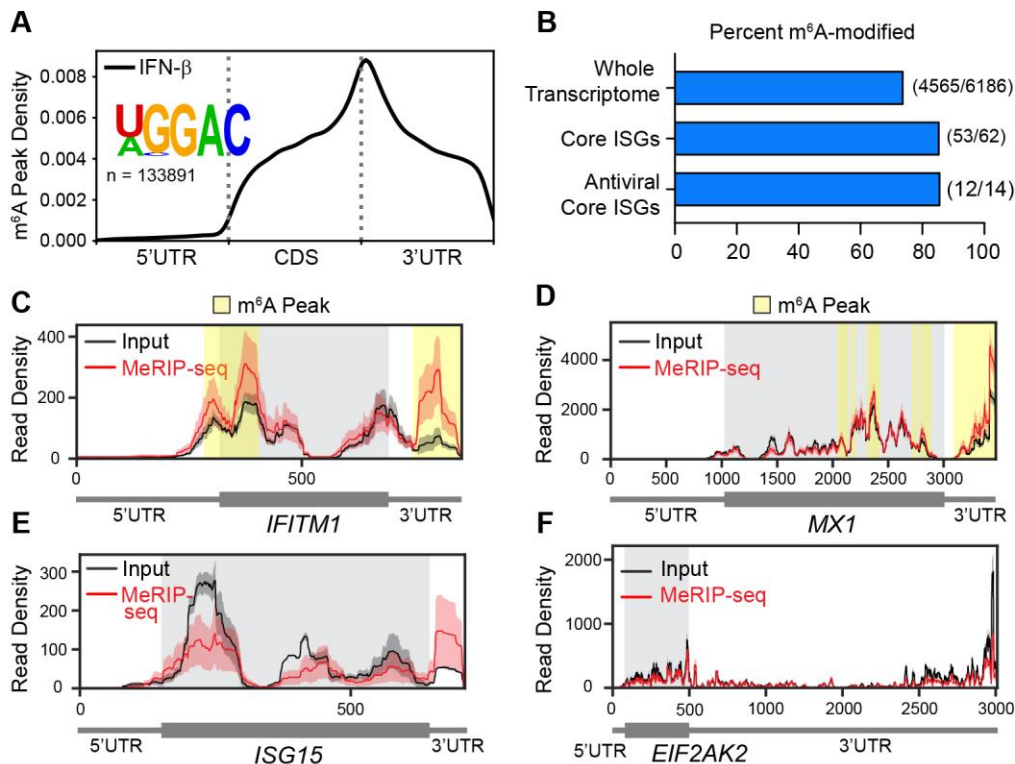 A
m⁶A Peak Density
0.008
0.006
0.004
0.002
0.000
IFN-β
UGGAC
A
n = 133891
5'UTR CDS 3'UTR
B
Percent m⁶A-modified
Whole
Transcriptome
(4565/6186)
Core ISGs
(53/62)
Antiviral
Core ISGs
(12/14)
0 20 40 60 80 100
C
m⁶A Peak
Read Density
400
200
0
Input
MeRIP-seq
0 500
5'UTR IFITM1 3'UTR
D
m⁶A Peak
Read Density
4000
2000
0
Input
MeRIP-seq
0 500 1000 1500 2000 2500 3000
5'UTR MX1 3'UTR
E
Read Density
300
200
100
0
Input
MeRIP-
seq
0 500
5'UTR ISG15 3'UTR
F
Read Density
2000
1000
0
Input
MeRIP-seq
0 500 1000 1500 2000 2500 3000
5'UTR EIF2AK2 3'UTR